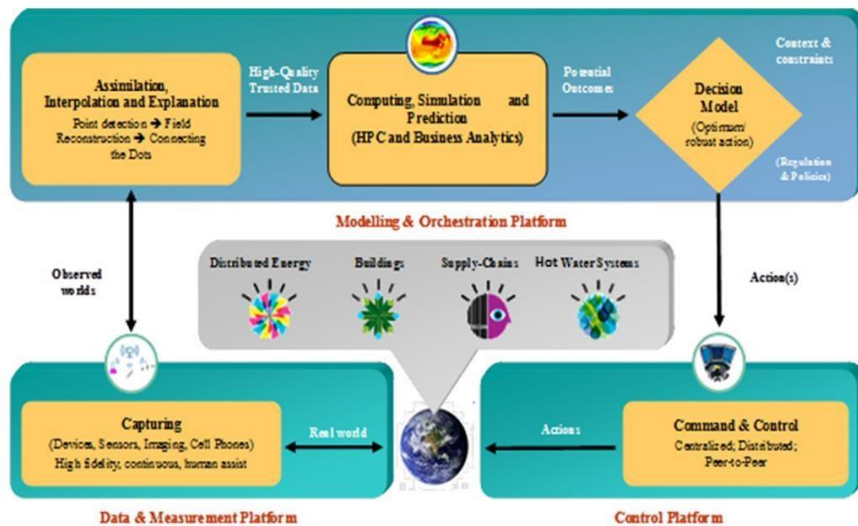 Assimilation,
Interpolation and Explanation
Point detection ➔ Field
Reconstruction ➔ Connecting
the Dots
High-Quality
Trusted Data
Computing, Simulation and
Prediction
(HPC and Business Analytics)
Potential
Outcomes
Decision
Model
(Optimum/
robust action)
Context &
constraints
(Regulation
& Policies)
Modelling & Orchestration Platform
Observed
worlds
Distributed Energy
Buildings
Supply-Chains
Hot Water Systems
Action(s)
Capturing
(Devices, Sensors, Imaging, Cell Phones)
High fidelity, continuous, human assist
Real world
Actions
Command & Control
Centralized; Distributed;
Peer-to-Peer
Data & Measurement Platform
Control Platform